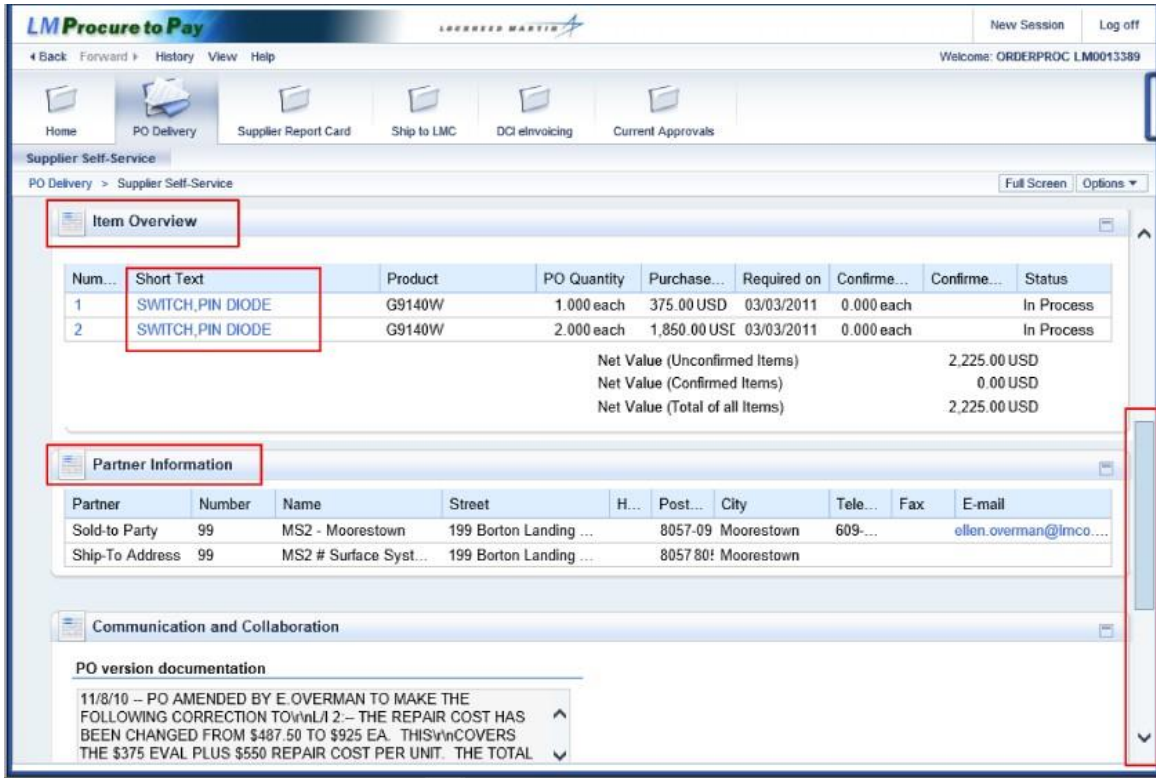 LM Procure to Pay
LOCKHEED MARTIN
New Session Log off
Back Forward History View Help
Welcome: ORDERPROC LM0013389
Home PO Delivery Supplier Report Card Ship to LMC DCI eInvoicing Current Approvals
Supplier Self-Service
PO Delivery > Supplier Self-Service
Full Screen Options
Item Overview
Num... Short Text Product PO Quantity Purchase... Required on Confirme... Confirme... Status
1 SWITCH,PIN DIODE G9140W 1.000 each 375.00 USD 03/03/2011 0.000 each In Process
2 SWITCH,PIN DIODE G9140W 2.000 each 1,850.00 USD 03/03/2011 0.000 each In Process
Net Value (Unconfirmed Items) 2,225.00 USD
Net Value (Confirmed Items) 0.00 USD
Net Value (Total of all Items) 2,225.00 USD
Partner Information
Partner Number Name Street H... Post... City Tele... Fax E-mail
Sold-to Party 99 MS2 - Moorestown 199 Borton Landing ... 8057-09 Moorestown 609-... ellen.overman@lmco....
Ship-To Address 99 MS2 # Surface Syst... 199 Borton Landing ... 8057 Moorestown
Communication and Collaboration
PO version documentation
11/8/10 -- PO AMENDED BY E.OVERMAN TO MAKE THE
FOLLOWING CORRECTION TO\r\nL/I 2:-- THE REPAIR COST HAS
BEEN CHANGED FROM $487.50 TO $925 EA. THIS\r\nCOVERS
THE $375 EVAL PLUS $550 REPAIR COST PER UNIT. THE TOTAL